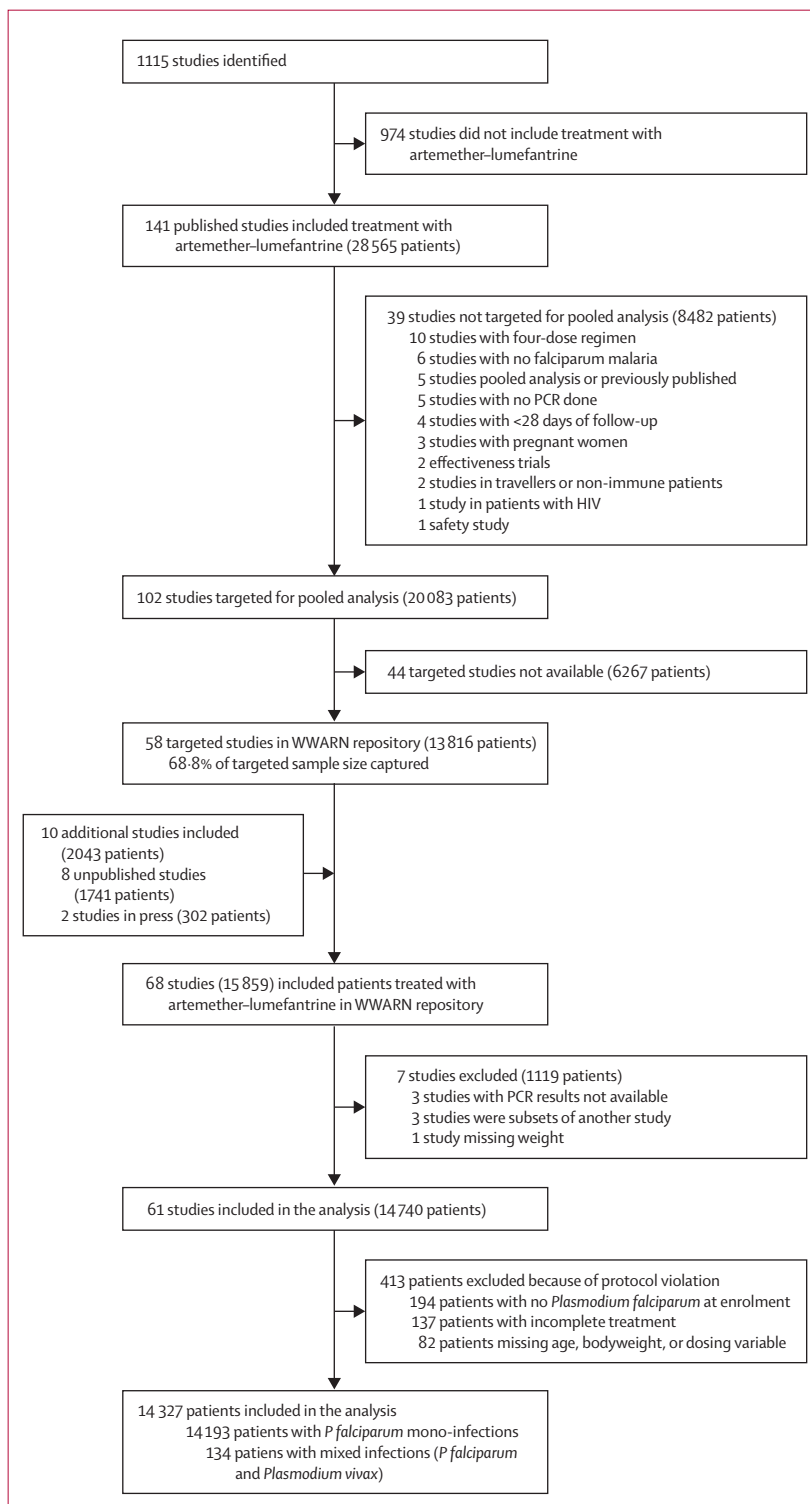 1115 studies identified
974 studies did not include treatment with
artemether–lumefantrine
141 published studies included treatment with
artemether–lumefantrine (28 565 patients)
39 studies not targeted for pooled analysis (8482 patients)
10 studies with four-dose regimen
6 studies with no falciparum malaria
5 studies pooled analysis or previously published
5 studies with no PCR done
4 studies with <28 days of follow-up
3 studies with pregnant women
2 effectiveness trials
2 studies in travellers or non-immune patients
1 study in patients with HIV
1 safety study
102 studies targeted for pooled analysis (20 083 patients)
44 targeted studies not available (6267 patients)
58 targeted studies in WWARN repository (13 816 patients)
68·8% of targeted sample size captured
10 additional studies included
(2043 patients)
8 unpublished studies
(1741 patients)
2 studies in press (302 patients)
68 studies (15 859) included patients treated with
artemether–lumefantrine in WWARN repository
7 studies excluded (1119 patients)
3 studies with PCR results not available
3 studies were subsets of another study
1 study missing weight
61 studies included in the analysis (14 740 patients)
413 patients excluded because of protocol violation
194 patients with no Plasmodium falciparum at enrolment
137 patients with incomplete treatment
82 patients missing age, bodyweight, or dosing variable
14 327 patients included in the analysis
14 193 patients with P falciparum mono-infections
134 patiens with mixed infections (P falciparum
and Plasmodium vivax)